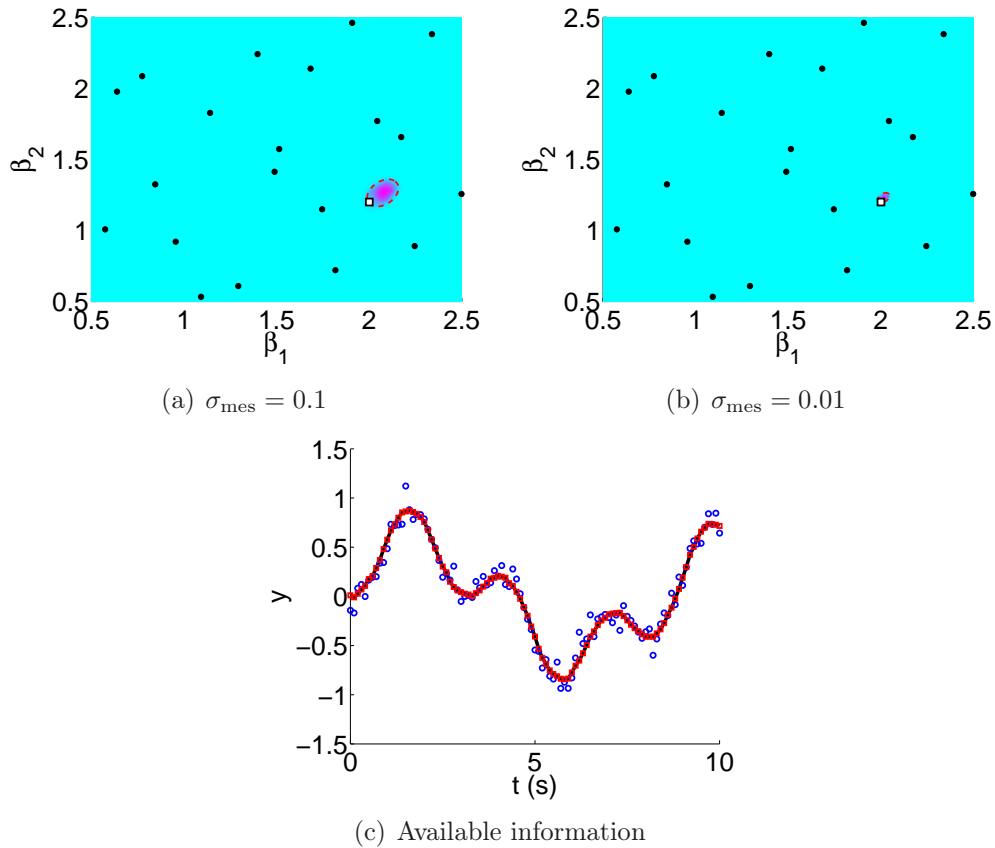 2.5
2
1.5
1
0.5
β₂
0.5 1 1.5 2 2.5
β₁
(a) σmes = 0.1
2.5
2
1.5
1
0.5
β₂
0.5 1 1.5 2 2.5
β₁
(b) σmes = 0.01
1.5
1
0.5
0
−0.5
−1
−1.5
y
0 5 10
t (s)
(c) Available information